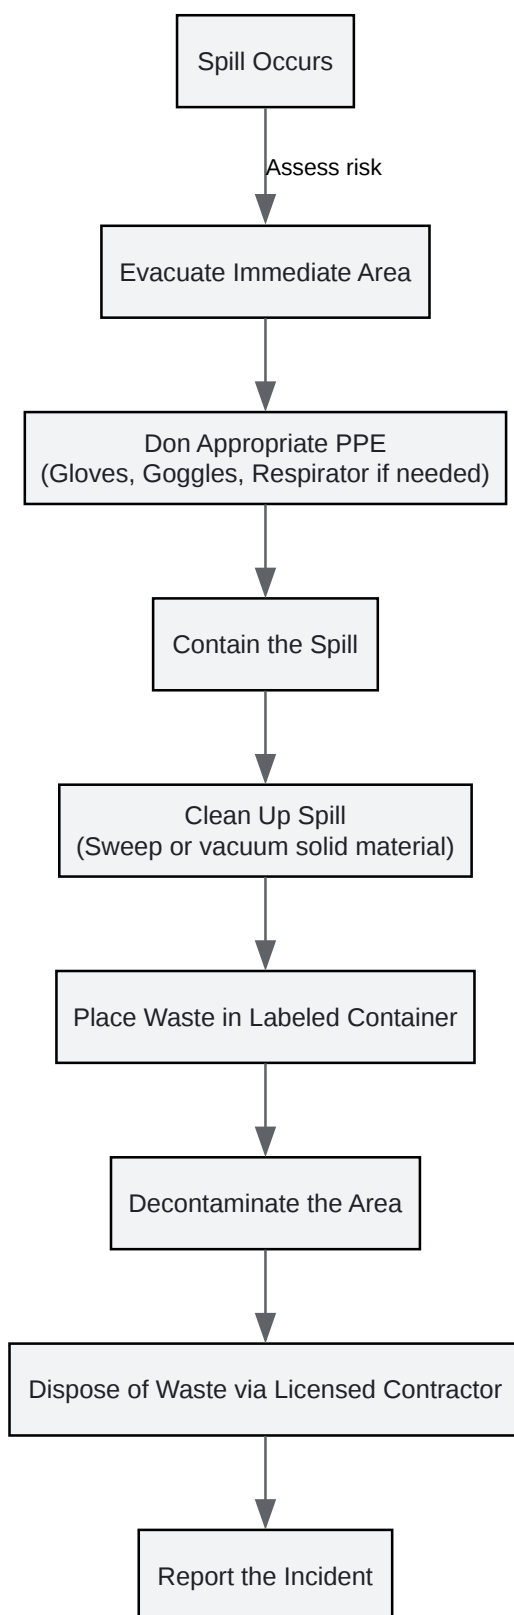 Spill Occurs
Assess risk
Evacuate Immediate Area
Don Appropriate PPE
(Gloves, Goggles, Respirator if needed)
Contain the Spill
Clean Up Spill
(Sweep or vacuum solid material)
Place Waste in Labeled Container
Decontaminate the Area
Dispose of Waste via Licensed Contractor
Report the Incident